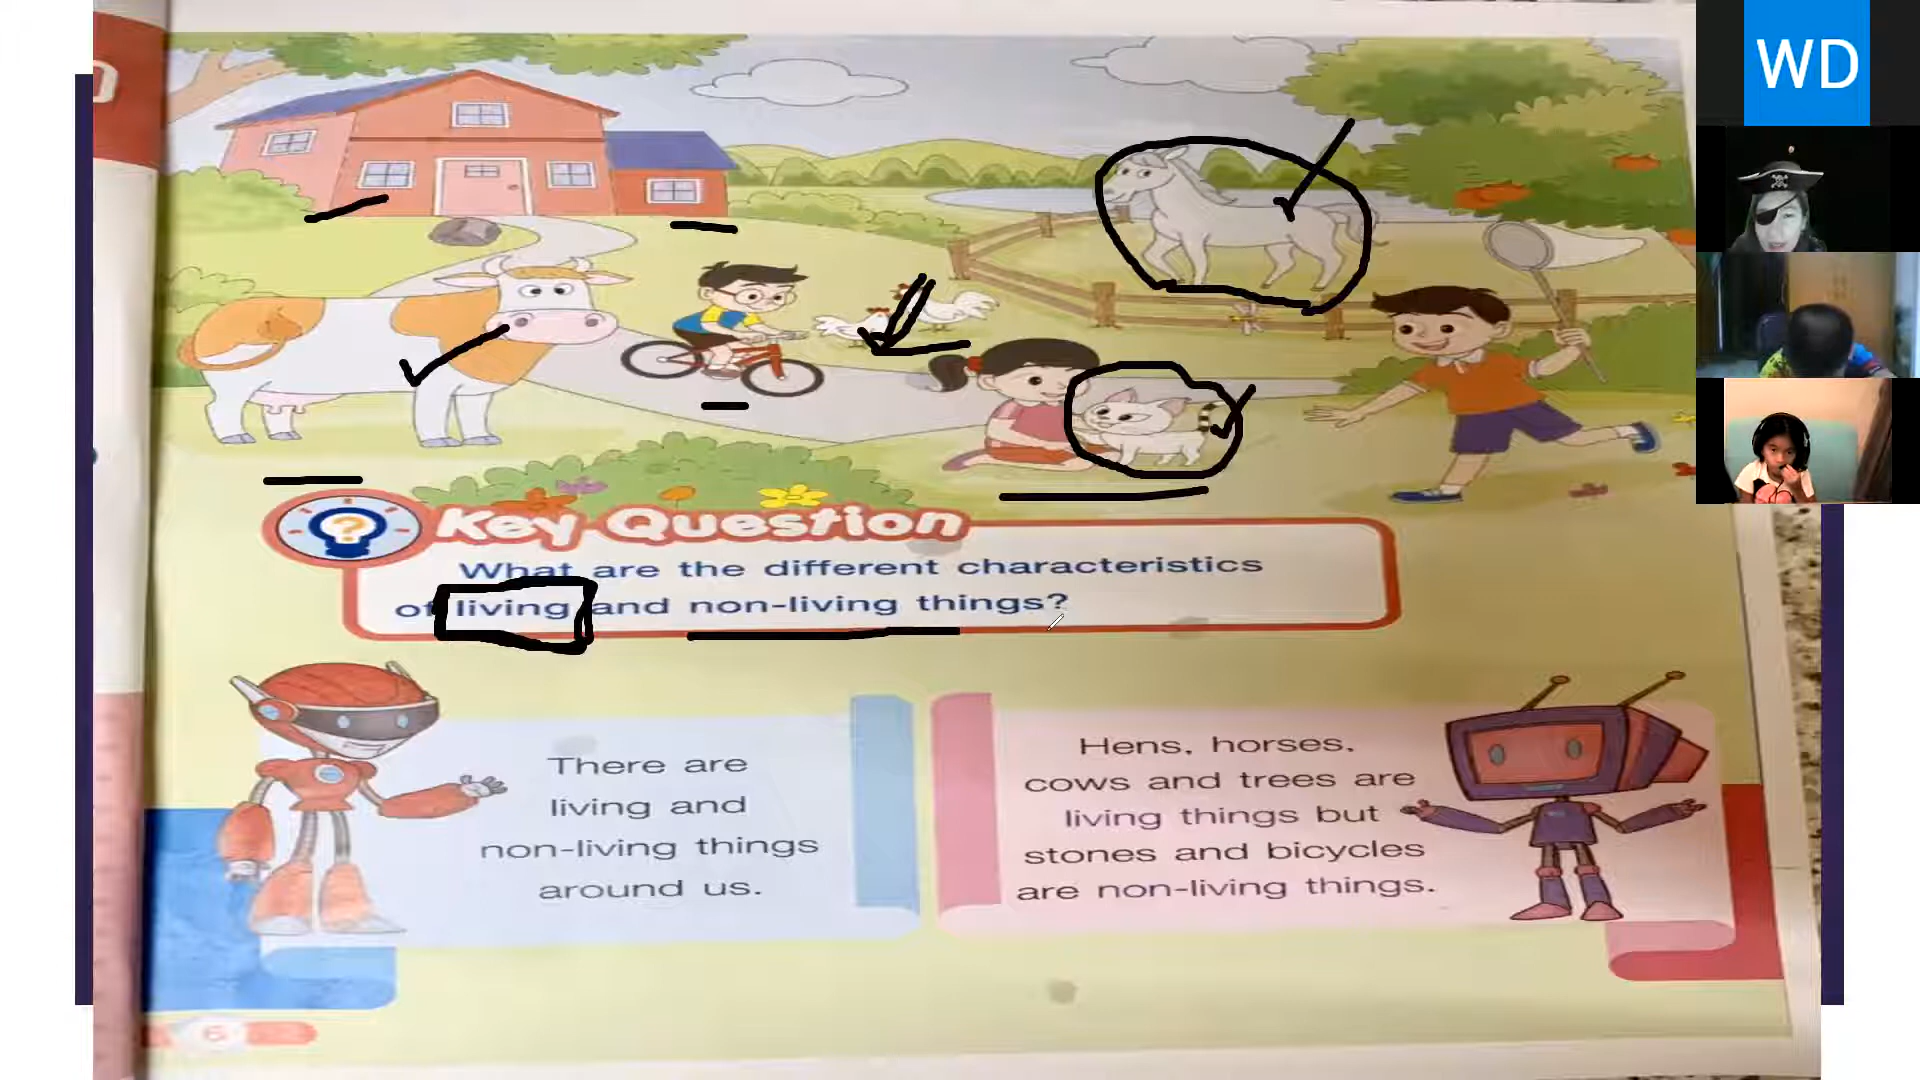 WD
Key Question
What are the different characteristics
of living and non-living things?
There are
living and
non-living things
around us.
Hens, horses,
cows and trees are
living things but
stones and bicycles
are non-living things.
6